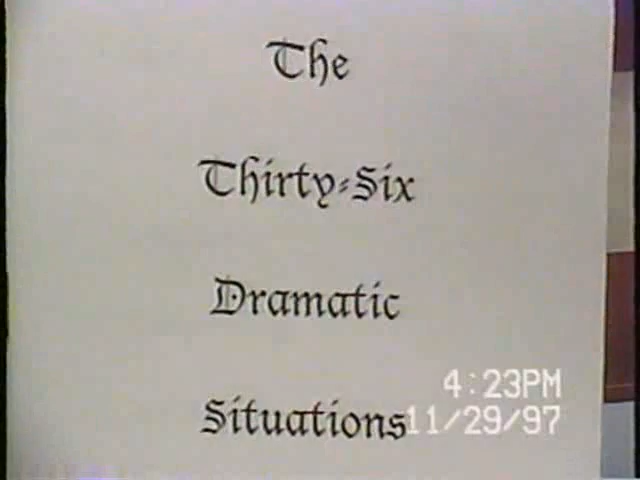 The
Thirty-Six
Dramatic
Situations
4:23PM
11/29/97